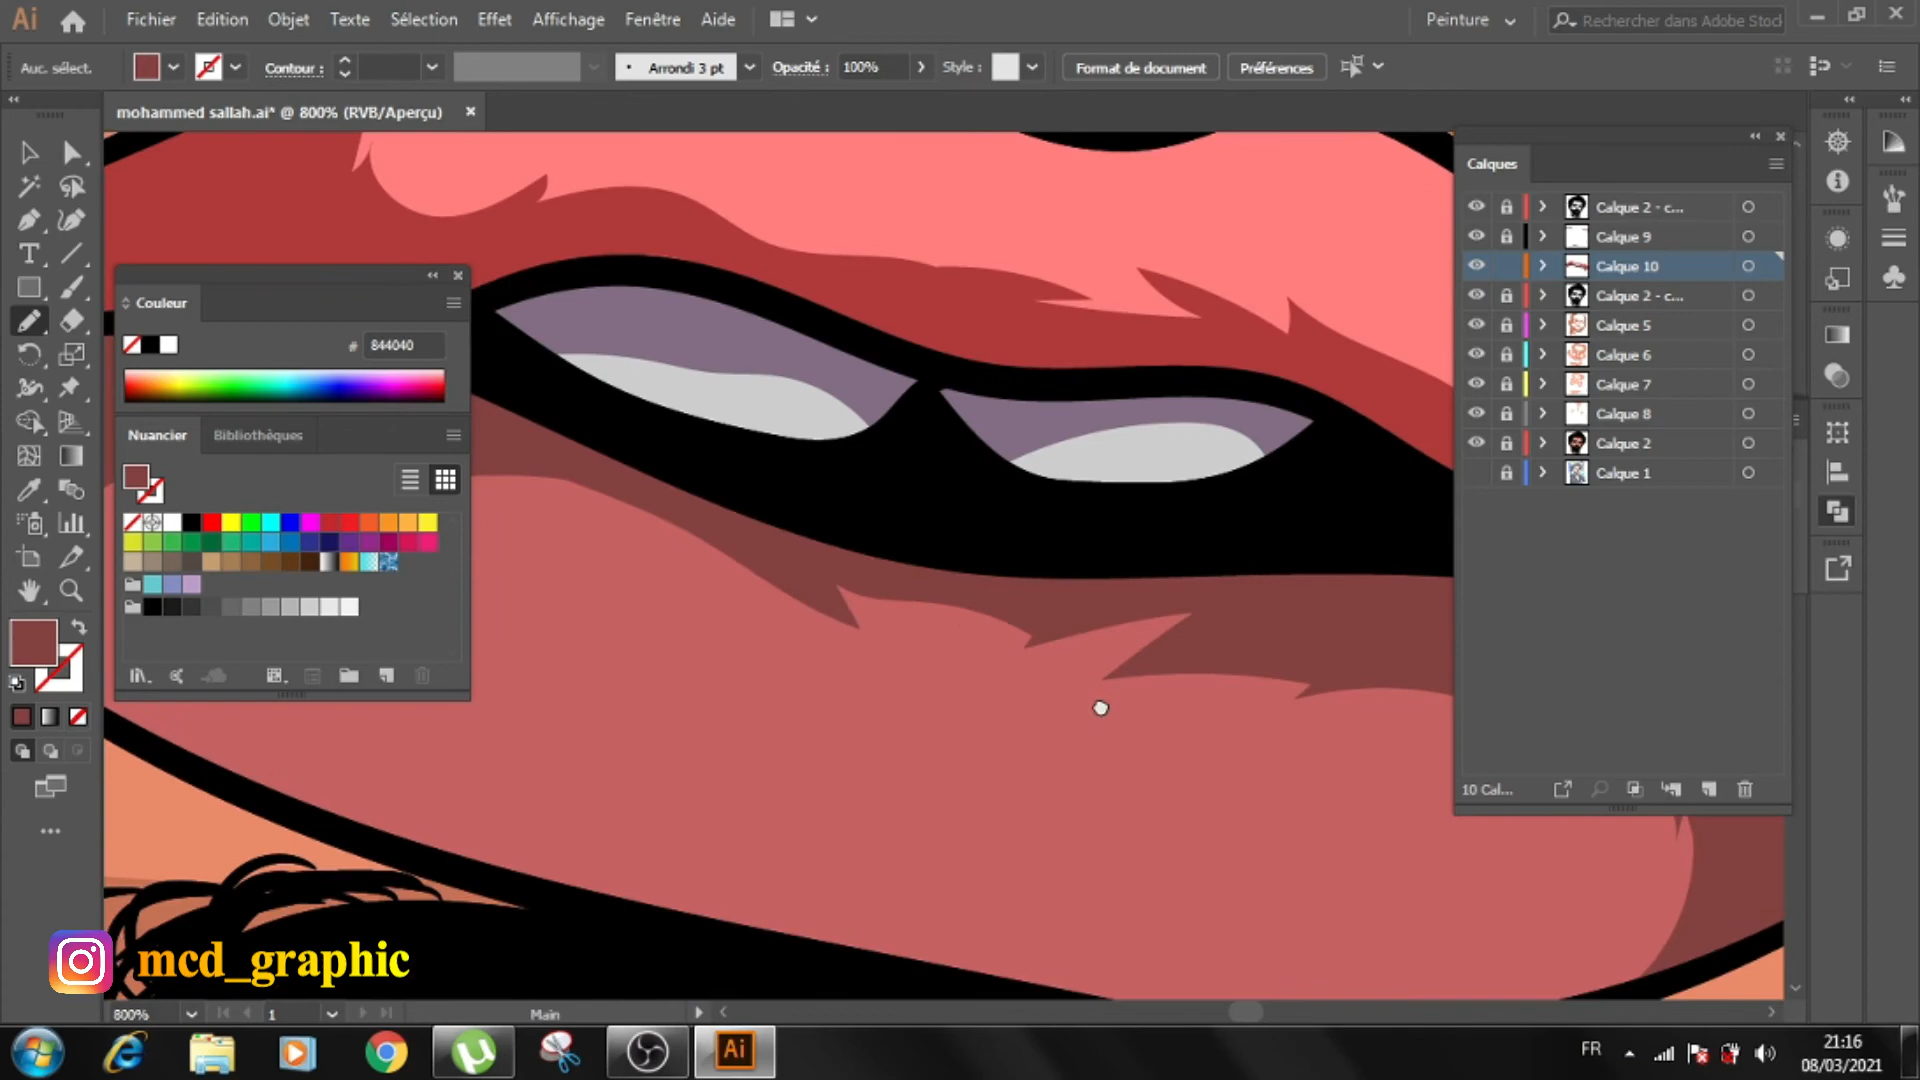 Ai Fichier Edition Objet Texte Sélection Effet Affichage Fenêtre Aide Peinture Rechercher dans Adobe Stock
Auc. sélect. Contour : Arrondi 3 pt Opacité : 100% Style : Format de document Préférences
mohammed sallah.ai* @ 800% (RVB/Aperçu)
Calques
Calque 2 - c...
Calque 9
Calque 10
Calque 2 - c...
Calque 5
Calque 6
Calque 7
Calque 8
Calque 2
Calque 1
10 Cal...
Couleur
# 844040
Nuancier Bibliothèques
mcd_graphic
800% 1 Main
Ai FR 21:16
08/03/2021